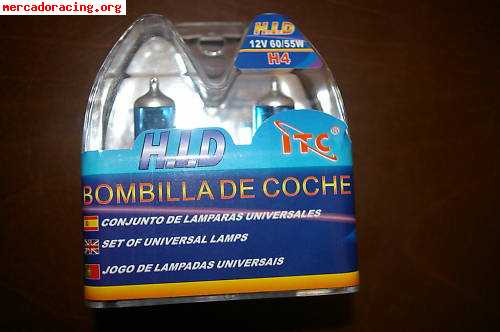 mercadoracing.org
H.I.D
12V 60/55W
H4
H.I.D
ITC®
BOMBILLA DE COCHE
CONJUNTO DE LAMPARAS UNIVERSALES
SET OF UNIVERSAL LAMPS
JOGO DE LAMPADAS UNIVERSAIS